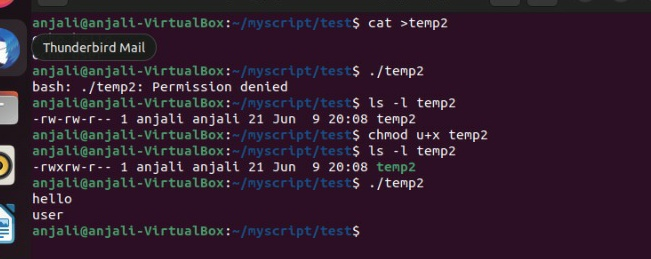 anjali@anjali-VirtualBox:~/myscript/test$ cat >temp2
Thunderbird Mail
anjali@anjali-VirtualBox:~/myscript/test$ ./temp2
bash: ./temp2: Permission denied
anjali@anjali-VirtualBox:~/myscript/test$ ls -l temp2
-rw-rw-r-- 1 anjali anjali 21 Jun  9 20:08 temp2
anjali@anjali-VirtualBox:~/myscript/test$ chmod u+x temp2
anjali@anjali-VirtualBox:~/myscript/test$ ls -l temp2
-rwxrw-r-- 1 anjali anjali 21 Jun  9 20:08 temp2
anjali@anjali-VirtualBox:~/myscript/test$ ./temp2
hello
user
anjali@anjali-VirtualBox:~/myscript/test$